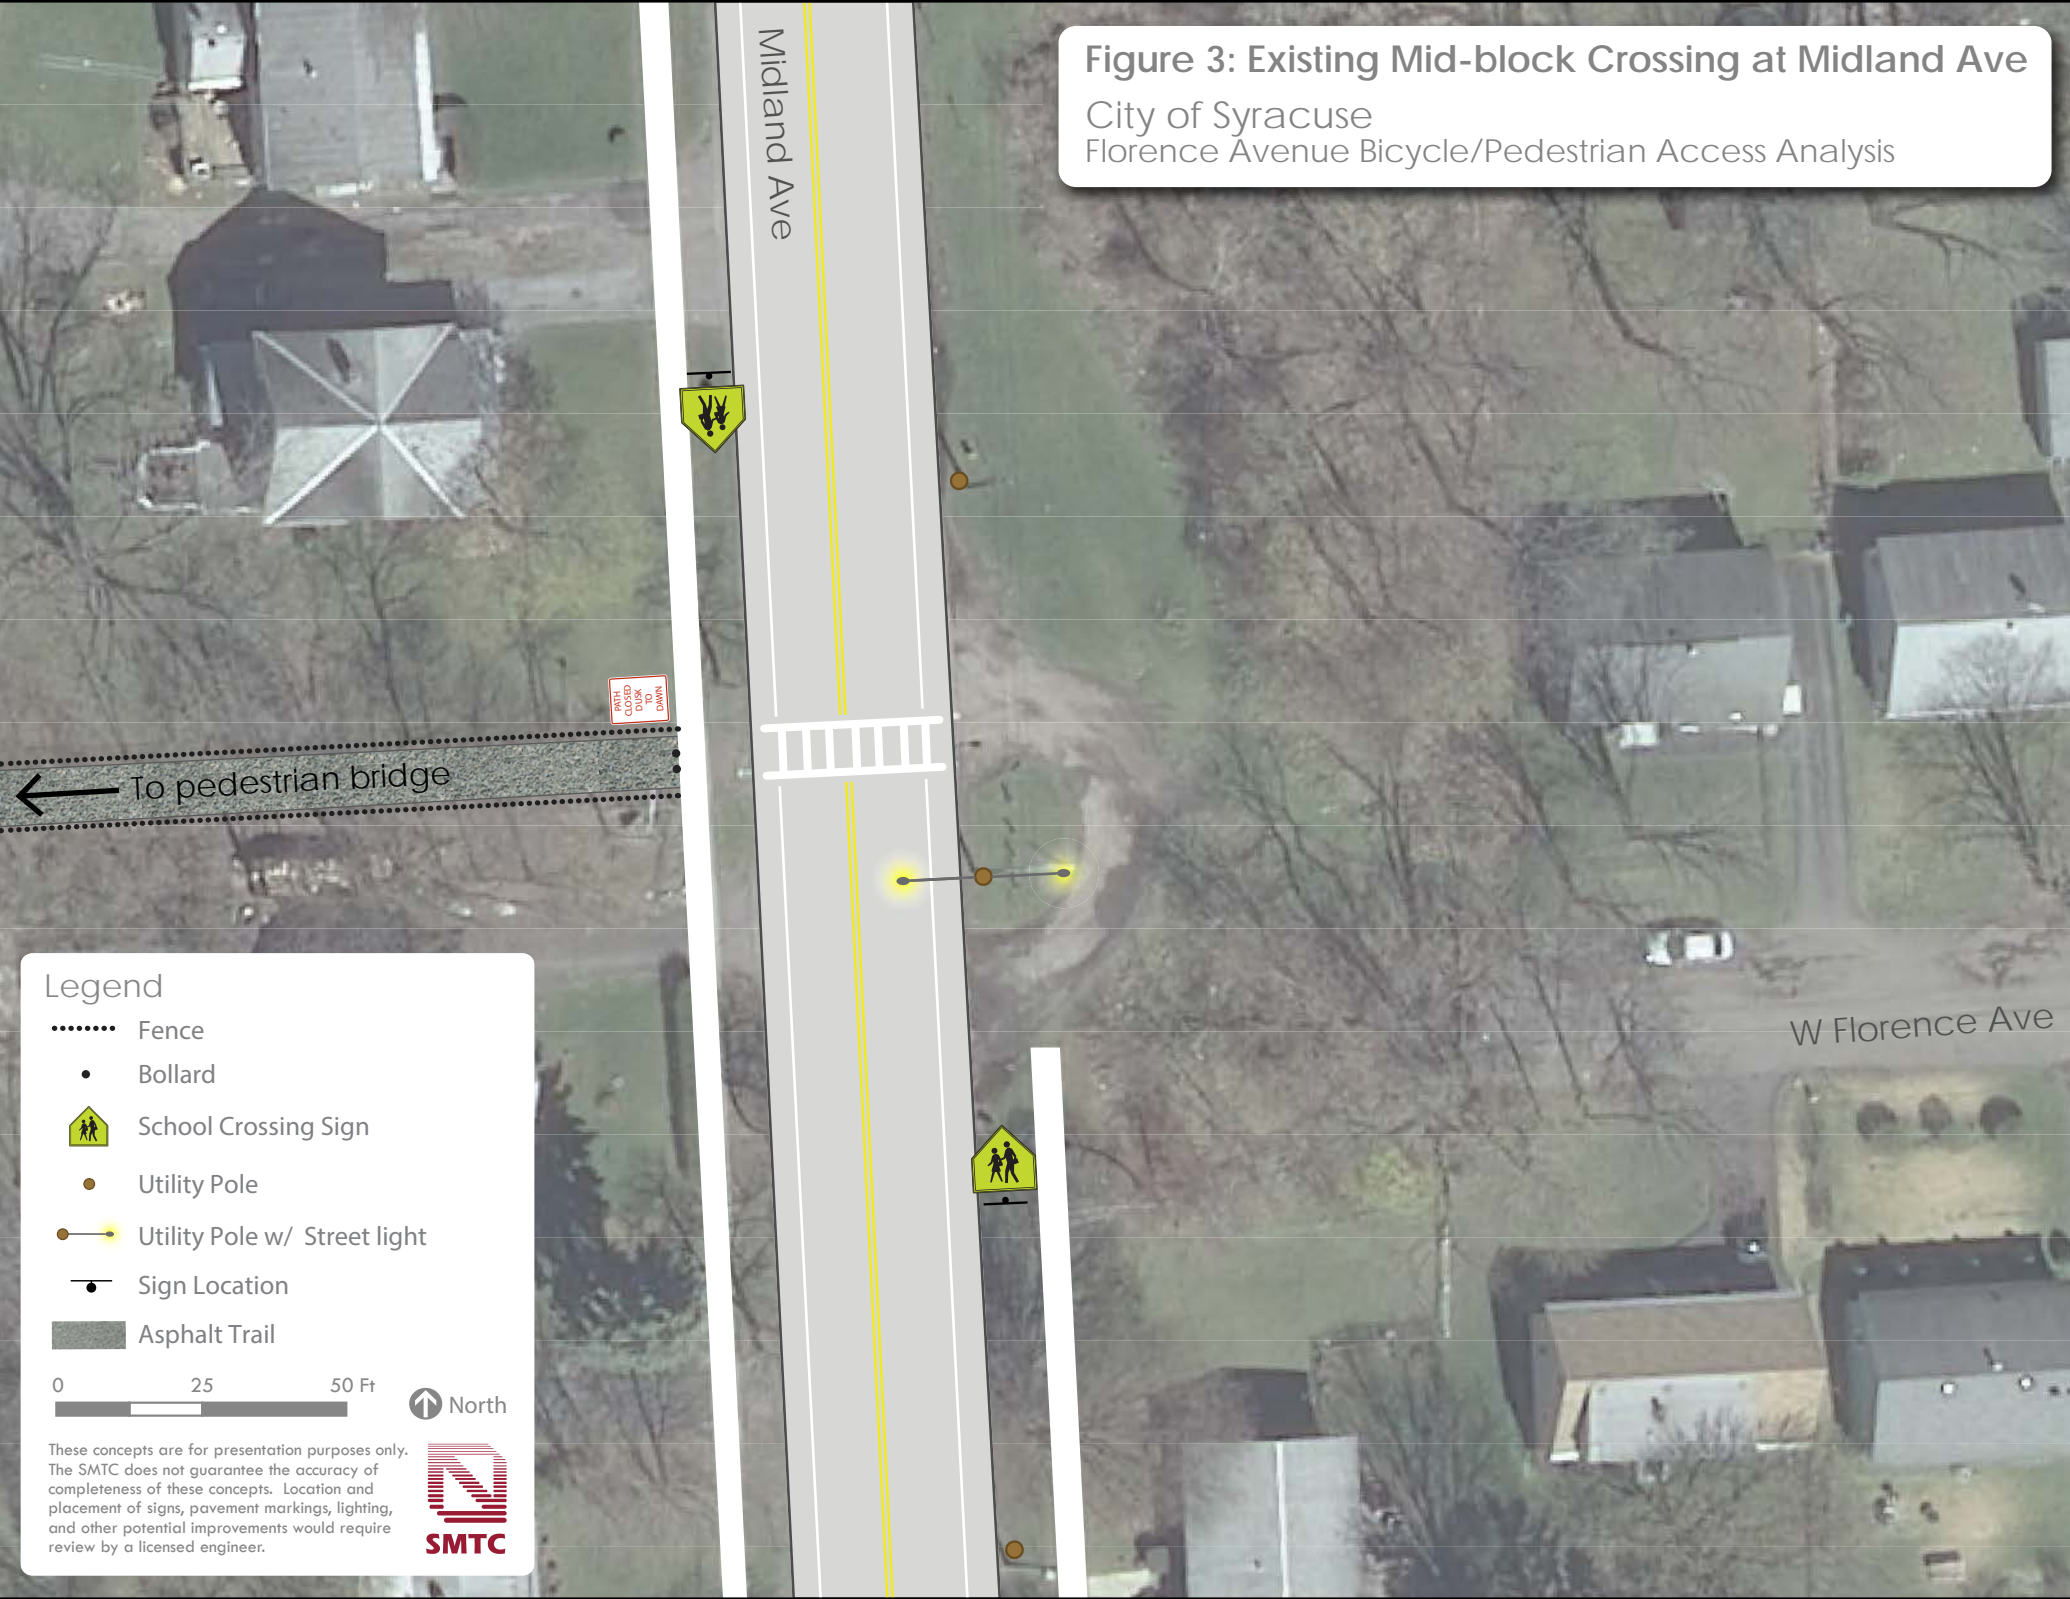 Figure 3: Existing Mid-block Crossing at Midland Ave
City of Syracuse
Florence Avenue Bicycle/Pedestrian Access Analysis
Midland Ave
PATH
CLOSED
DUSK
TO
DAWN
To pedestrian bridge
W Florence Ave
Legend
Fence
Bollard
School Crossing Sign
Utility Pole
Utility Pole w/ Street light
Sign Location
Asphalt Trail
0 25 50 Ft
North
These concepts are for presentation purposes only.
The SMTC does not guarantee the accuracy of
completeness of these concepts. Location and
placement of signs, pavement markings, lighting,
and other potential improvements would require
review by a licensed engineer.
SMTC